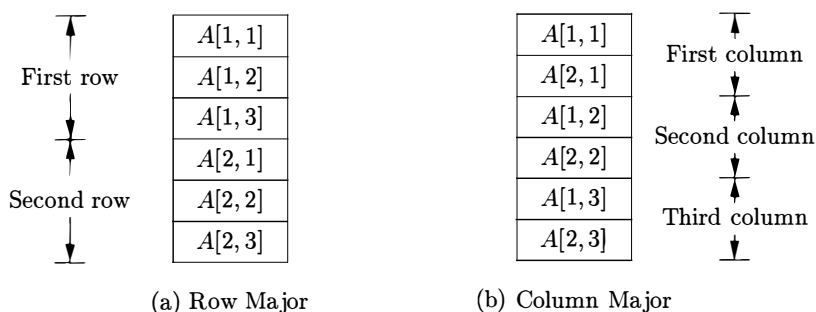 First row
Second row
A[1, 1]
A[1, 2]
A[1, 3]
A[2, 1]
A[2, 2]
A[2, 3]
(a) Row Major
A[1, 1]
A[2, 1]
A[1, 2]
A[2, 2]
A[1, 3]
A[2, 3]
First column
Second column
Third column
(b) Column Major